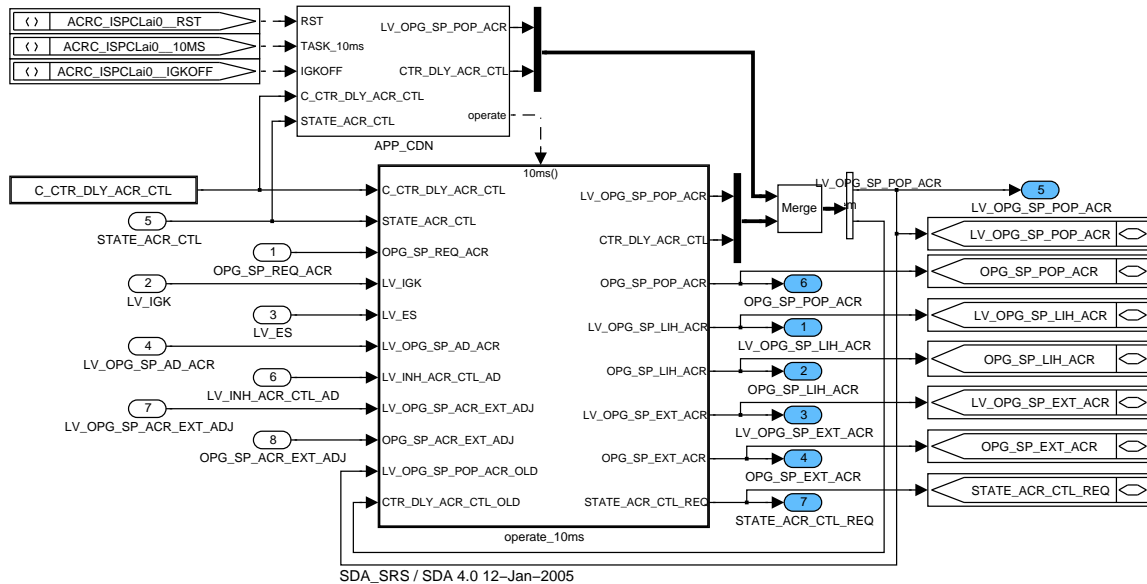 ACRC_ISPCLai0__RST
ACRC_ISPCLai0__10MS
ACRC_ISPCLai0__IGKOFF
RST
TASK_10ms
IGKOFF
C_CTR_DLY_ACR_CTL
STATE_ACR_CTL
LV_OPG_SP_POP_ACR
CTR_DLY_ACR_CTL
operate
APP_CDN
C_CTR_DLY_ACR_CTL
5
STATE_ACR_CTL
1
OPG_SP_REQ_ACR
2
LV_IGK
3
LV_ES
4
LV_OPG_SP_AD_ACR
6
LV_INH_ACR_CTL_AD
7
LV_OPG_SP_ACR_EXT_ADJ
8
OPG_SP_ACR_EXT_ADJ
10ms()
C_CTR_DLY_ACR_CTL
STATE_ACR_CTL
OPG_SP_REQ_ACR
LV_IGK
LV_ES
LV_OPG_SP_AD_ACR
LV_INH_ACR_CTL_AD
LV_OPG_SP_ACR_EXT_ADJ
OPG_SP_ACR_EXT_ADJ
LV_OPG_SP_POP_ACR_OLD
CTR_DLY_ACR_CTL_OLD
LV_OPG_SP_POP_ACR
CTR_DLY_ACR_CTL
OPG_SP_POP_ACR
LV_OPG_SP_LIH_ACR
OPG_SP_LIH_ACR
LV_OPG_SP_EXT_ACR
OPG_SP_EXT_ACR
STATE_ACR_CTL_REQ
operate_10ms
Merge
LV_OPG_SP_POP_ACR
5
LV_OPG_SP_POP_ACR
6
OPG_SP_POP_ACR
1
LV_OPG_SP_LIH_ACR
2
OPG_SP_LIH_ACR
3
LV_OPG_SP_EXT_ACR
4
OPG_SP_EXT_ACR
7
STATE_ACR_CTL_REQ
LV_OPG_SP_POP_ACR
OPG_SP_POP_ACR
LV_OPG_SP_LIH_ACR
OPG_SP_LIH_ACR
LV_OPG_SP_EXT_ACR
OPG_SP_EXT_ACR
STATE_ACR_CTL_REQ
SDA_SRS / SDA 4.0 12–Jan–2005